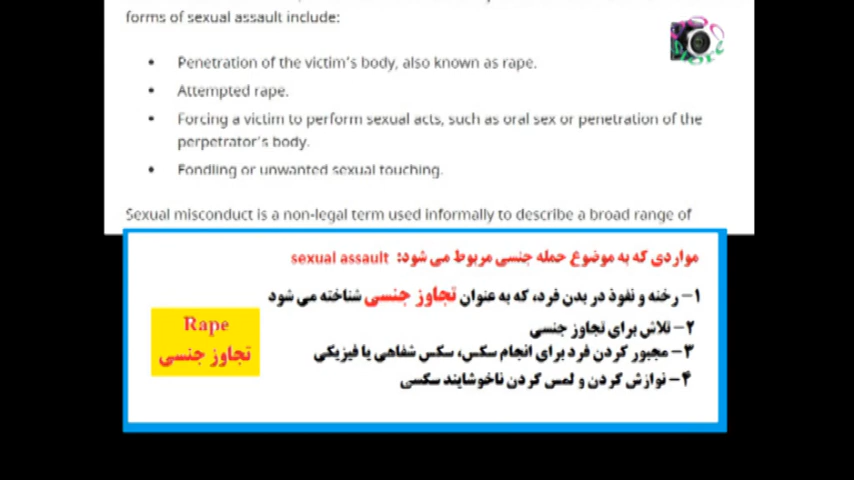 forms of sexual assault include:
• Penetration of the victim's body, also known as rape.
• Attempted rape.
• Forcing a victim to perform sexual acts, such as oral sex or penetration of the
perpetrator's body.
• Fondling or unwanted sexual touching.
Sexual misconduct is a non-legal term used informally to describe a broad range of
مواردی که به موضوع حمله جنسی مربوط می شود: sexual assault
۱- رخنه و نفوذ در بدن فرد، که به عنوان تجاوز جنسی شناخته می شود
۲- تلاش برای تجاوز جنسی
۳- مجبور کردن فرد برای انجام سکس، سکس شفاهی یا فیزیکی
۴- نوازش کردن و لمس کردن ناخوشایند سکسی
Rape
تجاوز جنسی